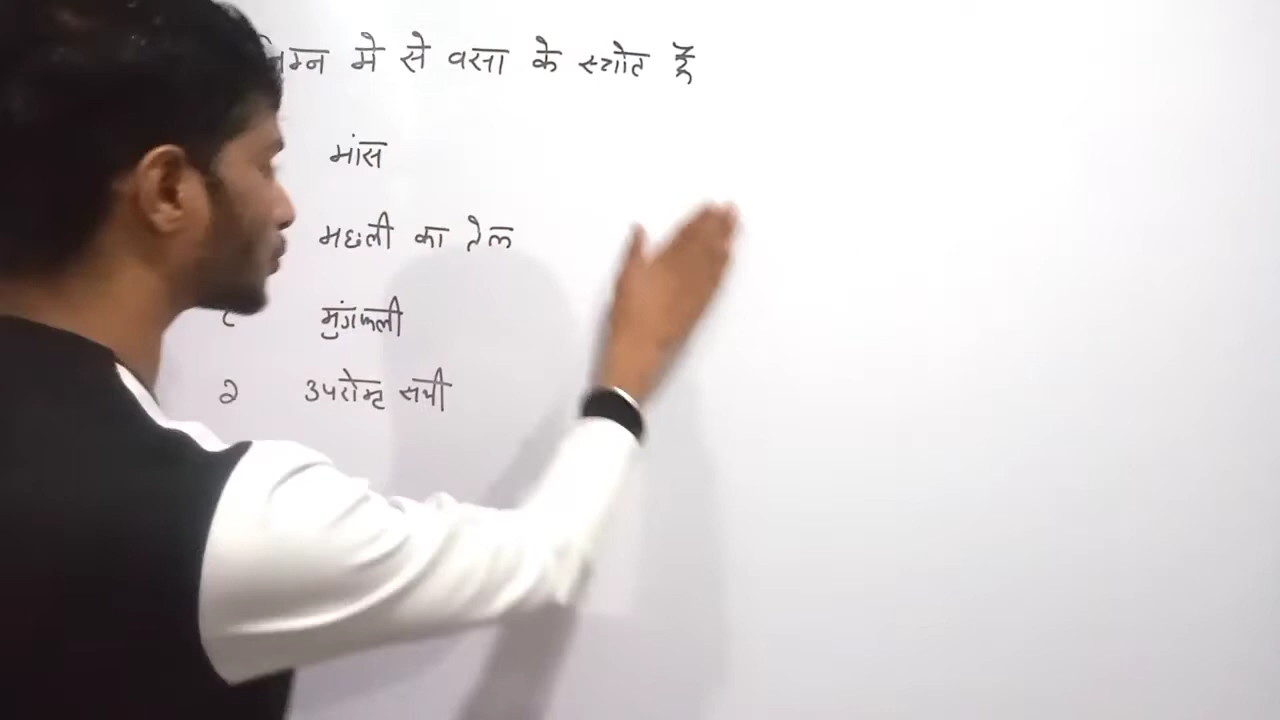 निम्न मे से वसा के स्त्रोत है
मांस
मछली का तेल
मुंगफली
उपरोक्त सभी